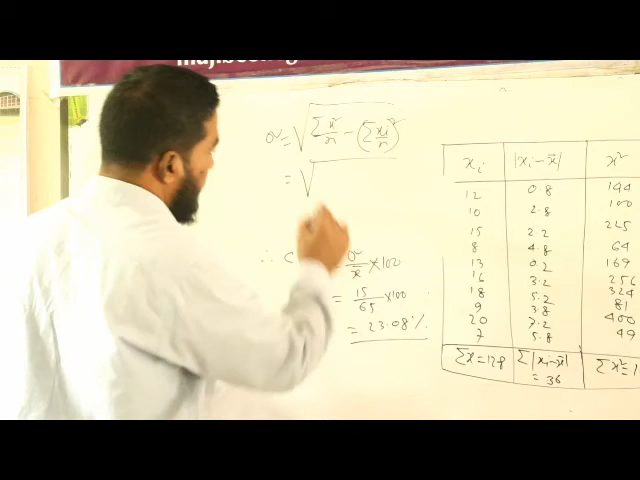 σ = √(Σx²/n − (Σxi/n)²)
= √
∴ C
σ/x̄ × 100
= 15/65 × 100
= 23.08%
xi | |xi − x̄| | x²
12 | 0.8 | 144
10 | 2.8 | 100
15 | 2.2 | 225
8 | 4.8 | 64
13 | 0.2 | 169
16 | 3.2 | 256
18 | 5.2 | 324
9 | 3.8 | 81
20 | 7.2 | 400
7 | 5.8 | 49
Σx = 128 | Σ|xi − x̄| = 36 | Σx² = 1